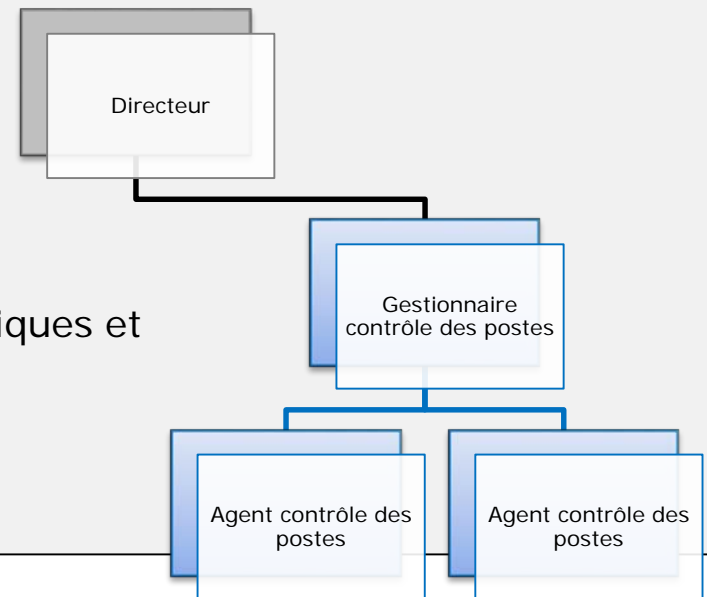 Directeur
iques et
Gestionnaire
contrôle des postes
Agent contrôle des
postes
Agent contrôle des
postes